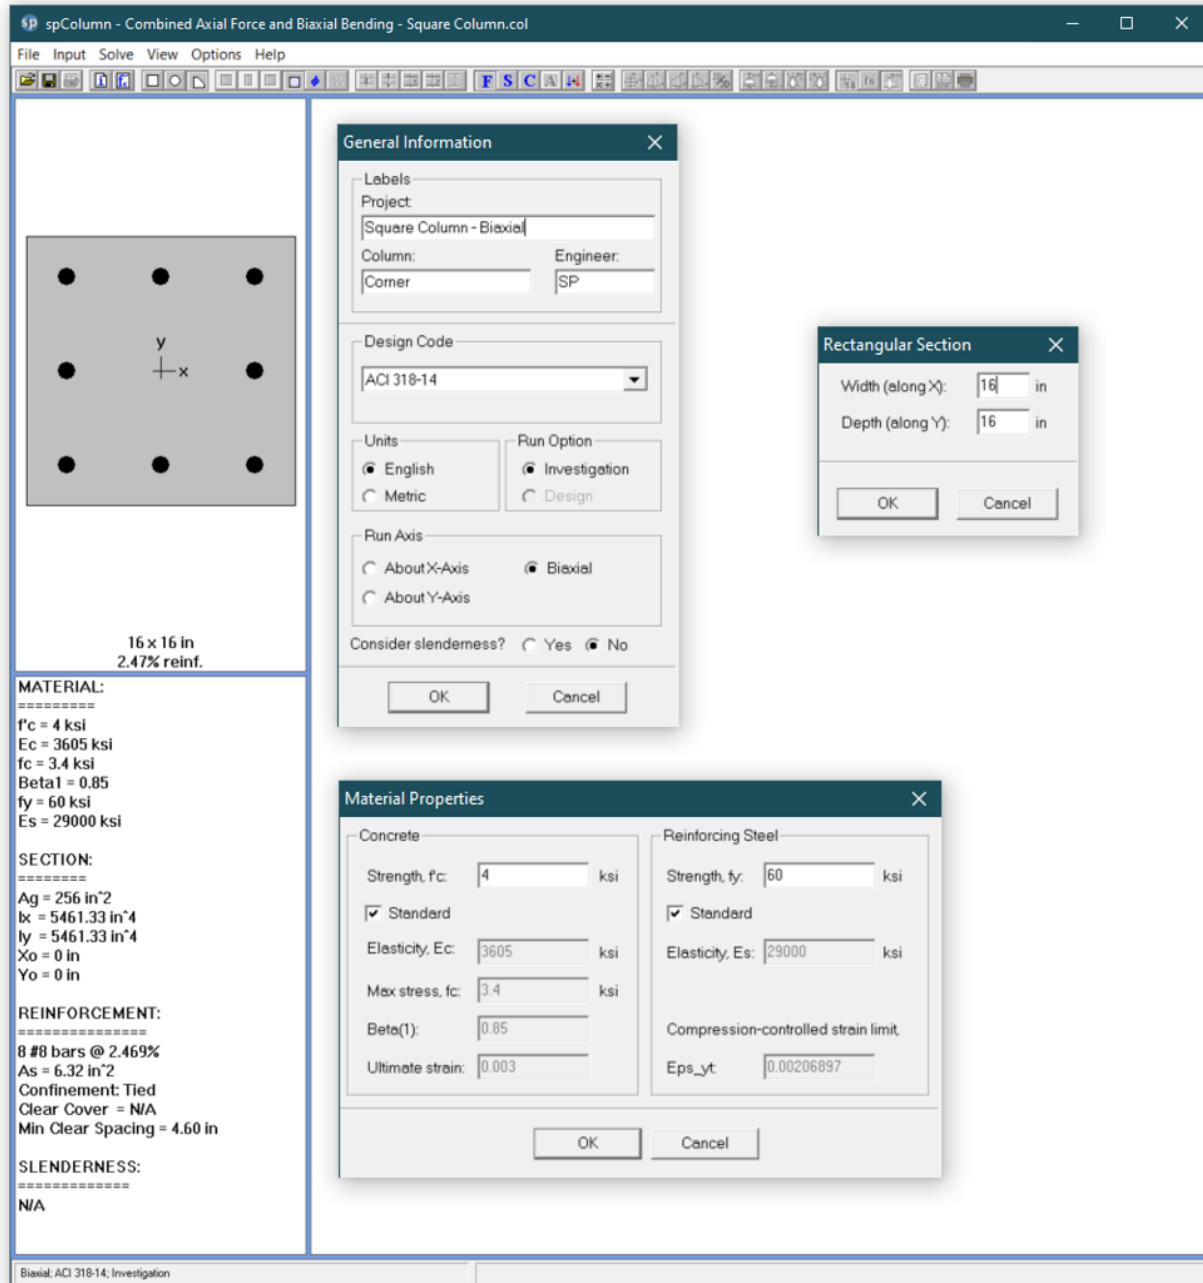 spColumn - Combined Axial Force and Biaxial Bending - Square Column.col
File Input Solve View Options Help
y
x
16 x 16 in
2.47% reinf.
MATERIAL:
=========
f'c = 4 ksi
Ec = 3605 ksi
fc = 3.4 ksi
Beta1 = 0.85
fy = 60 ksi
Es = 29000 ksi
SECTION:
========
Ag = 256 in^2
Ix = 5461.33 in^4
Iy = 5461.33 in^4
Xo = 0 in
Yo = 0 in
REINFORCEMENT:
===============
8 #8 bars @ 2.469%
As = 6.32 in^2
Confinement: Tied
Clear Cover = N/A
Min Clear Spacing = 4.60 in
SLENDERNESS:
=============
N/A
General Information
Labels
Project:
Square Column - Biaxial
Column: Engineer:
Corner SP
Design Code
ACI 318-14
Units Run Option
English Investigation
Metric Design
Run Axis
About X-Axis Biaxial
About Y-Axis
Consider slenderness? Yes No
OK Cancel
Rectangular Section
Width (along X): 16 in
Depth (along Y): 16 in
OK Cancel
Material Properties
Concrete Reinforcing Steel
Strength, f'c: 4 ksi Strength, fy: 60 ksi
Standard Standard
Elasticity, Ec: 3605 ksi Elasticity, Es: 29000 ksi
Max stress, fc: 3.4 ksi
Beta(1): 0.85 Compression-controlled strain limit,
Ultimate strain: 0.003 Eps_yt: 0.00206897
OK Cancel
Biaxial; ACI 318-14; Investigation